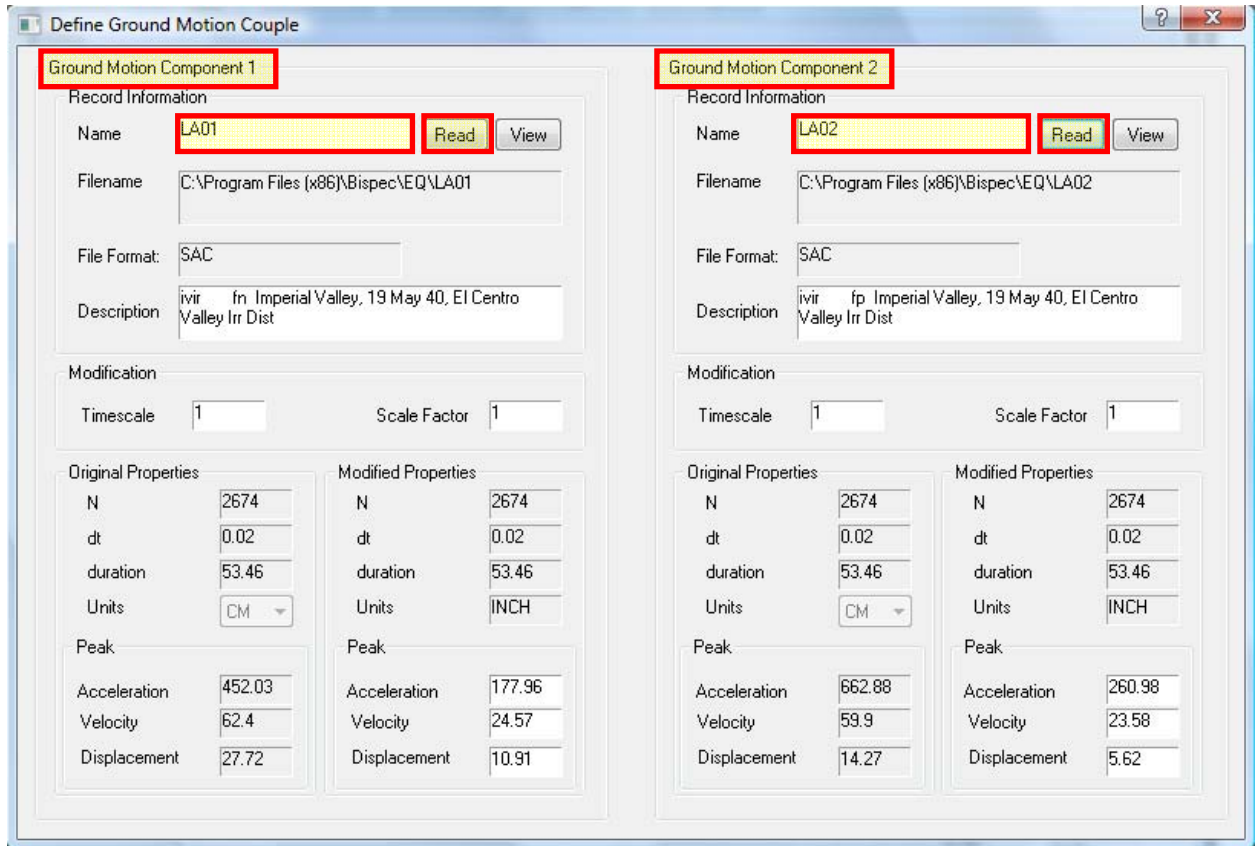 Define Ground Motion Couple
?
Ground Motion Component 1
Record Information
Name LA01 Read View
Filename C:\Program Files (x86)\Bispec\EQ\LA01
File Format: SAC
Description ivir fn Imperial Valley, 19 May 40, El Centro
Valley Irr Dist
Modification
Timescale 1 Scale Factor 1
Original Properties
N 2674
dt 0.02
duration 53.46
Units CM
Peak
Acceleration 452.03
Velocity 62.4
Displacement 27.72
Modified Properties
N 2674
dt 0.02
duration 53.46
Units INCH
Peak
Acceleration 177.96
Velocity 24.57
Displacement 10.91
Ground Motion Component 2
Record Information
Name LA02 Read View
Filename C:\Program Files (x86)\Bispec\EQ\LA02
File Format: SAC
Description ivir fp Imperial Valley, 19 May 40, El Centro
Valley Irr Dist
Modification
Timescale 1 Scale Factor 1
Original Properties
N 2674
dt 0.02
duration 53.46
Units CM
Peak
Acceleration 662.88
Velocity 59.9
Displacement 14.27
Modified Properties
N 2674
dt 0.02
duration 53.46
Units INCH
Peak
Acceleration 260.98
Velocity 23.58
Displacement 5.62